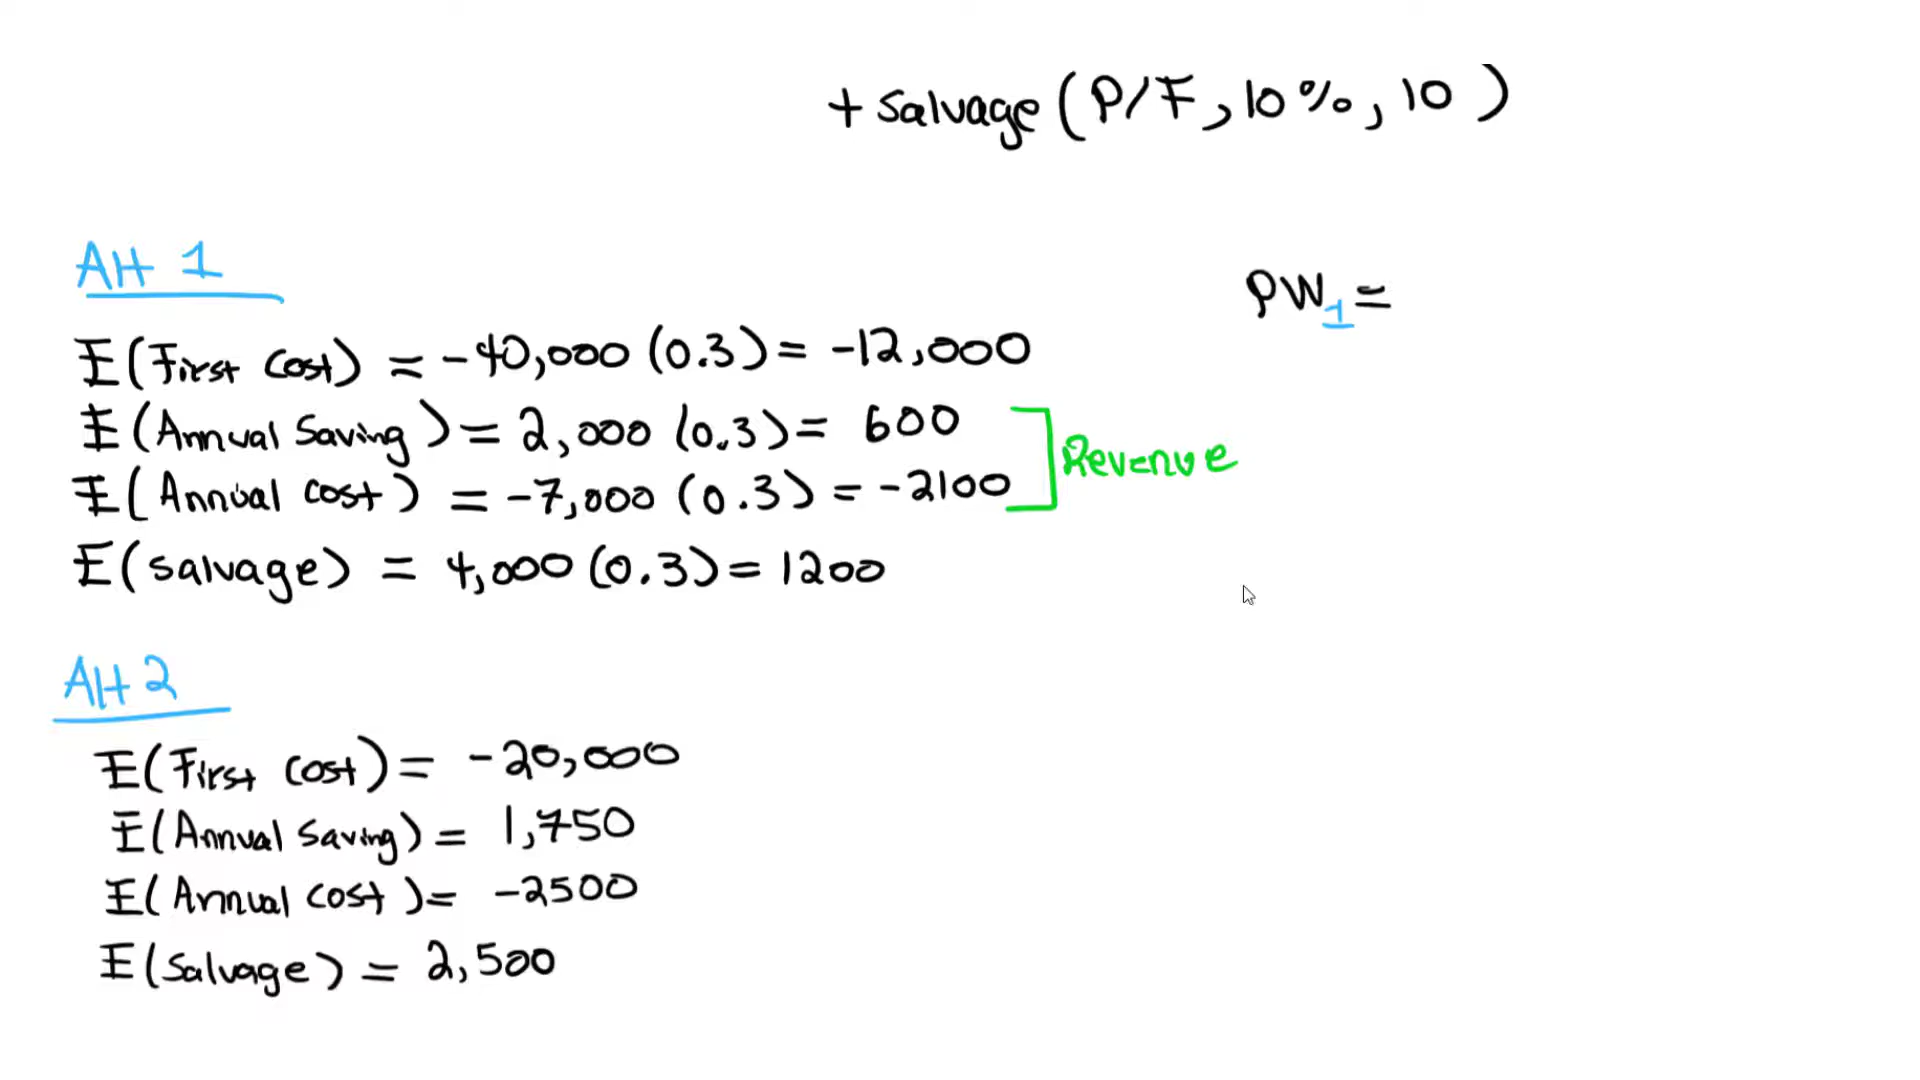 + Salvage (P/F, 10%, 10)
Alt 1
PW1 =
E(First Cost) = -40,000 (0.3) = -12,000
E(Annual Saving) = 2,000 (0.3) = 600
Revenue
E(Annual cost) = -7,000 (0.3) = -2100
E(salvage) = 4,000 (0.3) = 1200
Alt 2
E(First Cost) = -20,000
E(Annual Saving) = 1,750
E(Annual cost) = -2500
E(Salvage) = 2,500